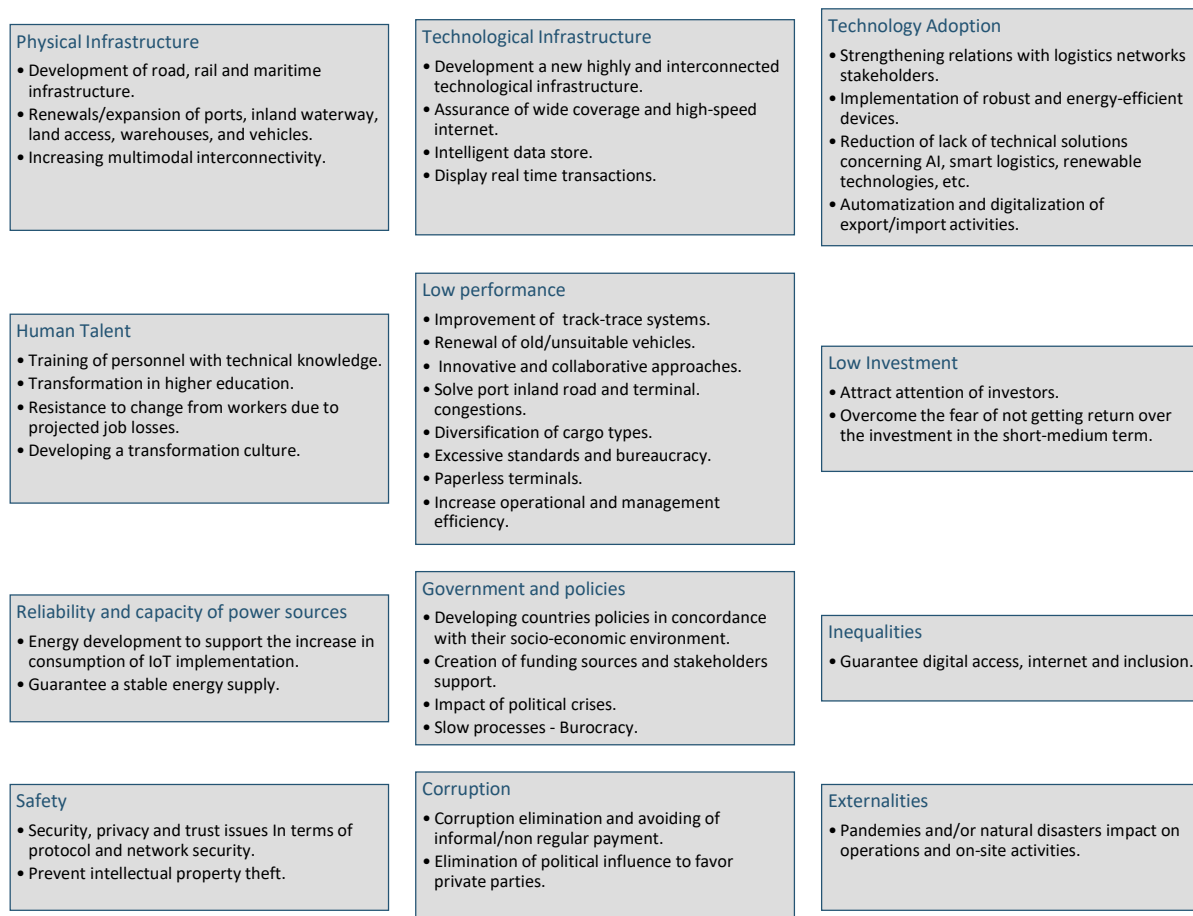 Physical Infrastructure
• Development of road, rail and maritime
infrastructure.
• Renewals/expansion of ports, inland waterway,
land access, warehouses, and vehicles.
• Increasing multimodal interconnectivity.
Technological Infrastructure
• Development a new highly and interconnected
technological infrastructure.
• Assurance of wide coverage and high-speed
internet.
• Intelligent data store.
• Display real time transactions.
Technology Adoption
• Strengthening relations with logistics networks
stakeholders.
• Implementation of robust and energy-efficient
devices.
• Reduction of lack of technical solutions
concerning AI, smart logistics, renewable
technologies, etc.
• Automatization and digitalization of
export/import activities.
Human Talent
• Training of personnel with technical knowledge.
• Transformation in higher education.
• Resistance to change from workers due to
projected job losses.
• Developing a transformation culture.
Low performance
• Improvement of track-trace systems.
• Renewal of old/unsuitable vehicles.
• Innovative and collaborative approaches.
• Solve port inland road and terminal.
congestions.
• Diversification of cargo types.
• Excessive standards and bureaucracy.
• Paperless terminals.
• Increase operational and management
efficiency.
Low Investment
• Attract attention of investors.
• Overcome the fear of not getting return over
the investment in the short-medium term.
Reliability and capacity of power sources
• Energy development to support the increase in
consumption of IoT implementation.
• Guarantee a stable energy supply.
Government and policies
• Developing countries policies in concordance
with their socio-economic environment.
• Creation of funding sources and stakeholders
support.
• Impact of political crises.
• Slow processes - Burocracy.
Inequalities
• Guarantee digital access, internet and inclusion.
Safety
• Security, privacy and trust issues In terms of
protocol and network security.
• Prevent intellectual property theft.
Corruption
• Corruption elimination and avoiding of
informal/non regular payment.
• Elimination of political influence to favor
private parties.
Externalities
• Pandemies and/or natural disasters impact on
operations and on-site activities.